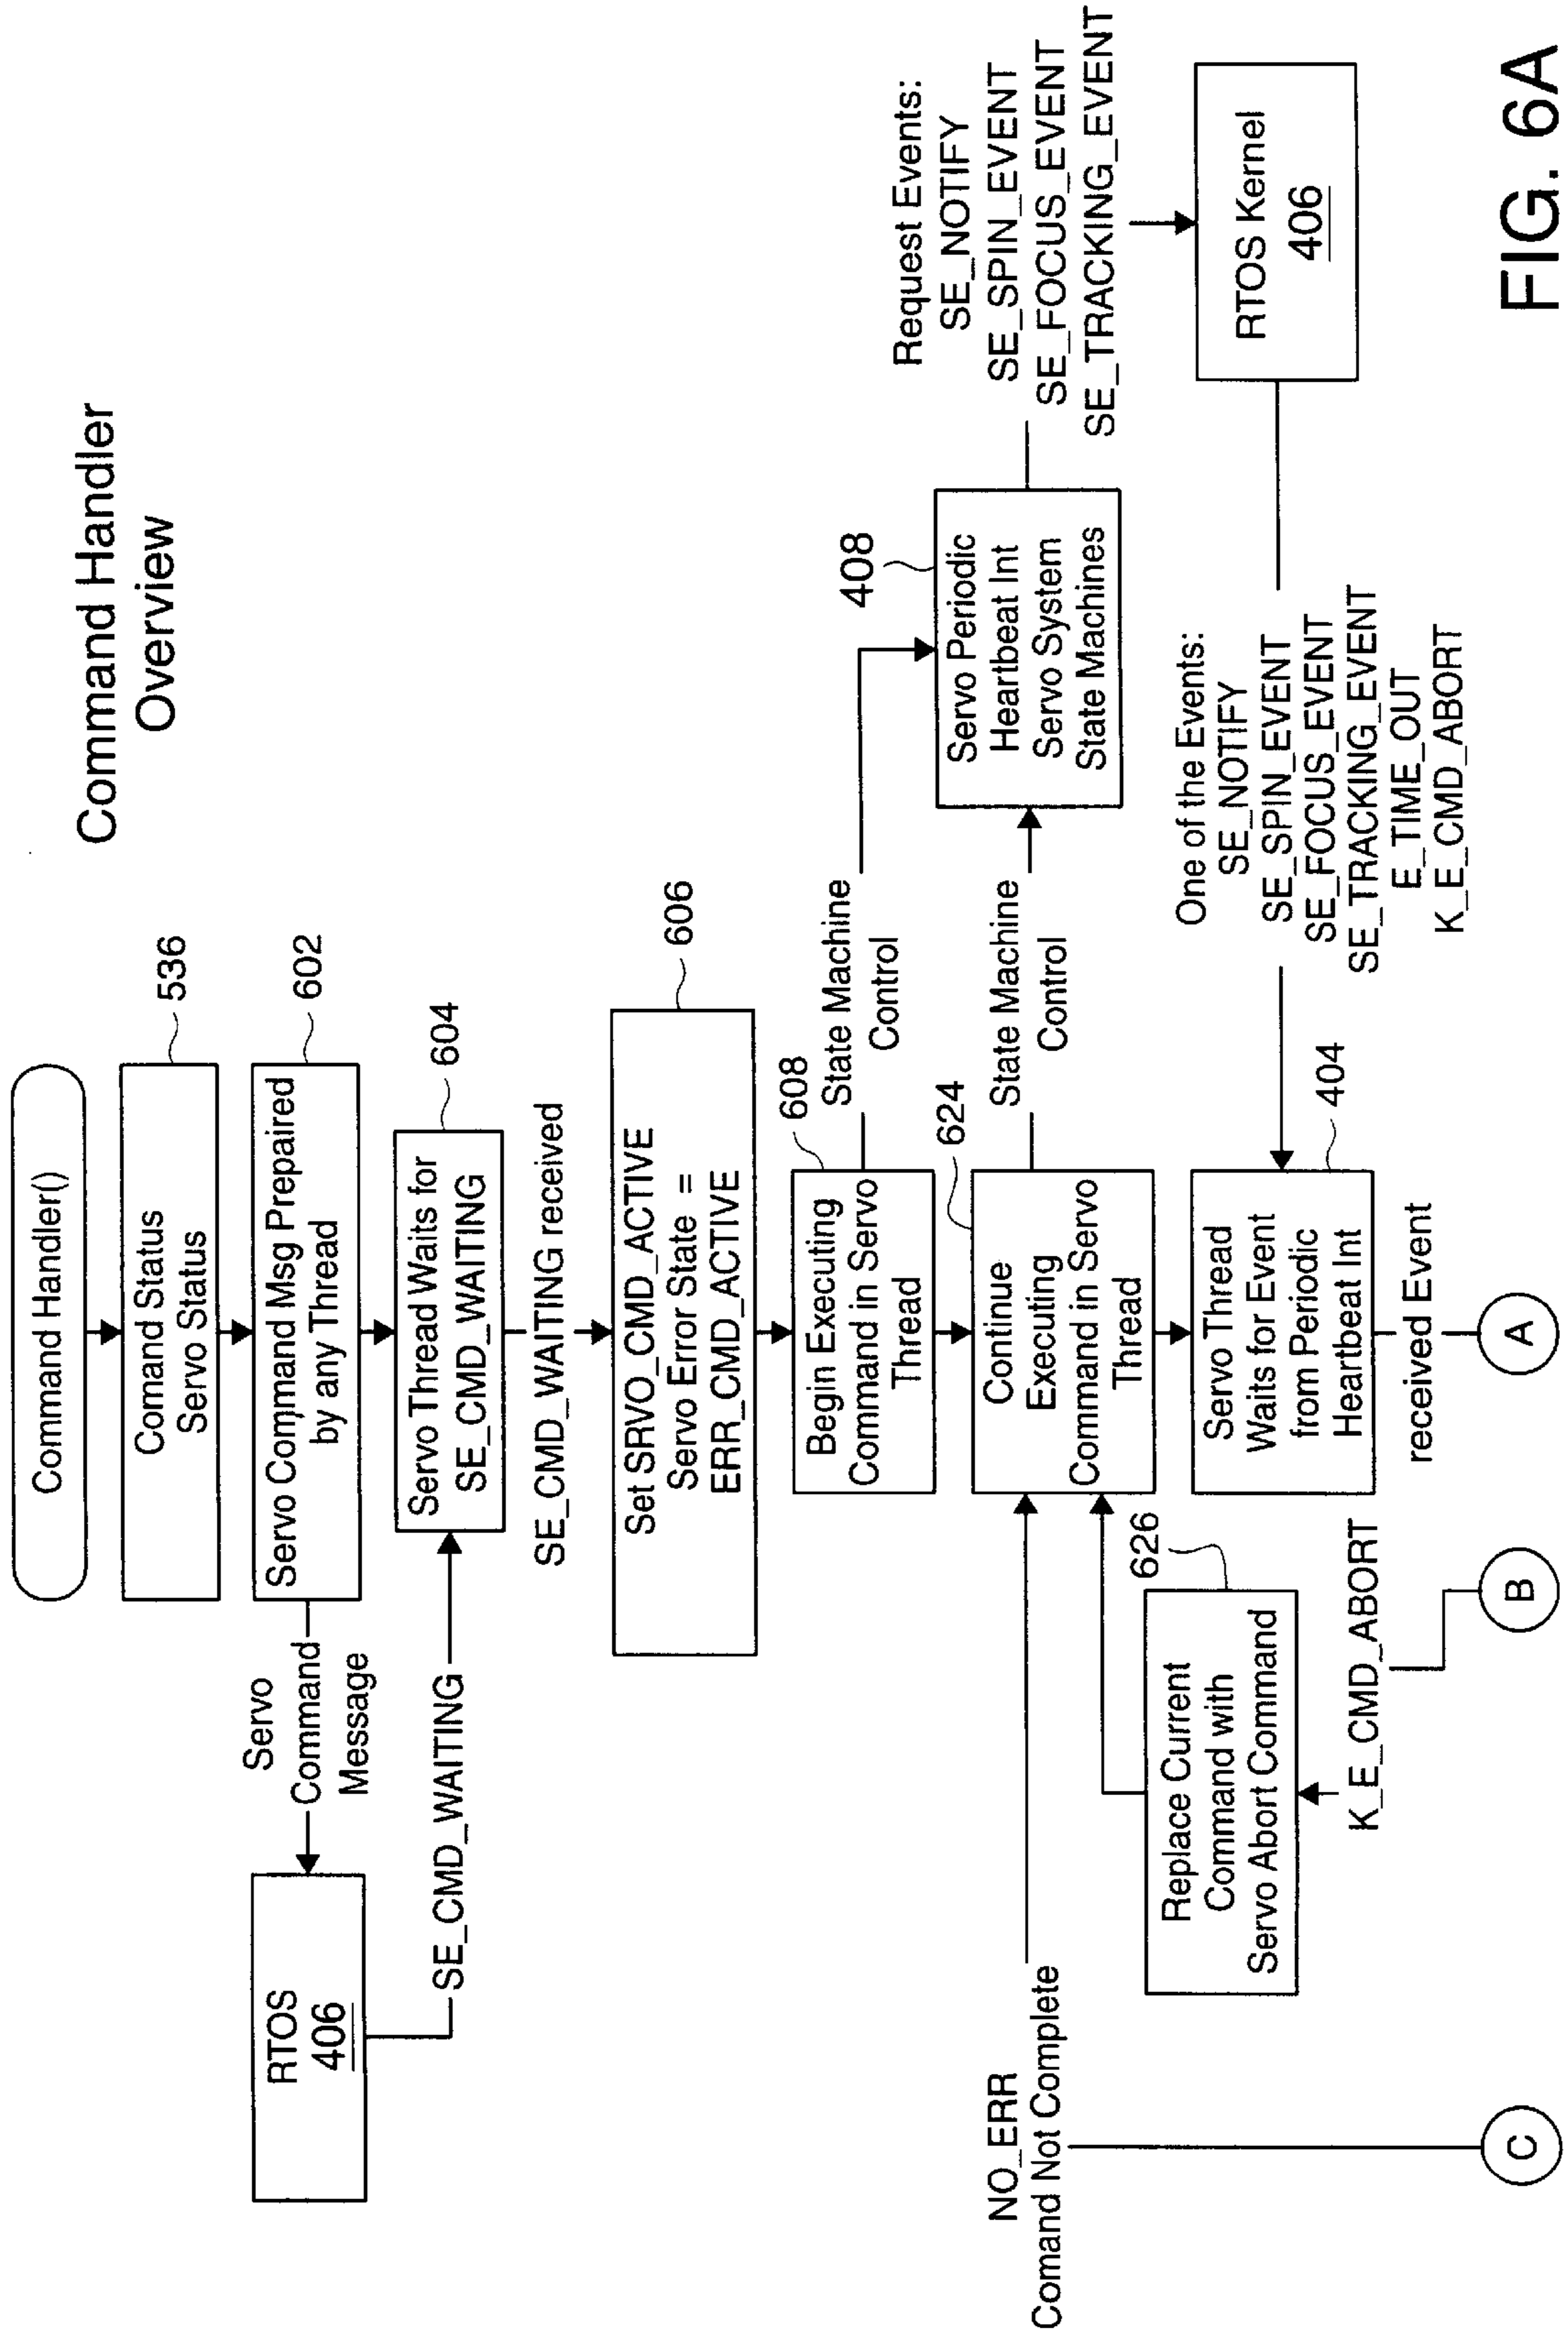 Command Handler
Overview
Command Handler()
Comand Status
Servo Status
536
Servo Command Msg Prepaired
by any Thread
602
Servo
Command
Message
RTOS
406
SE_CMD_WAITING
Servo Thread Waits for
SE_CMD_WAITING
604
SE_CMD_WAITING received
Set SRVO_CMD_ACTIVE
Servo Error State =
ERR_CMD_ACTIVE
606
Begin Executing
Command in Servo
Thread
608
State Machine
Control
Continue
Executing
Command in Servo
Thread
624
State Machine
Control
Servo Periodic
Heartbeat Int
Servo System
State Machines
408
Request Events:
SE_NOTIFY
SE_SPIN_EVENT
SE_FOCUS_EVENT
SE_TRACKING_EVENT
RTOS Kernel
406
One of the Events:
SE_NOTIFY
SE_SPIN_EVENT
SE_FOCUS_EVENT
SE_TRACKING_EVENT
E_TIME_OUT
K_E_CMD_ABORT
Servo Thread
Waits for Event
from Periodic
Heartbeat Int
404
received Event
A
NO_ERR
Comand Not Complete
Replace Current
Command with
Servo Abort Command
626
K_E_CMD_ABORT
B
C
FIG. 6A